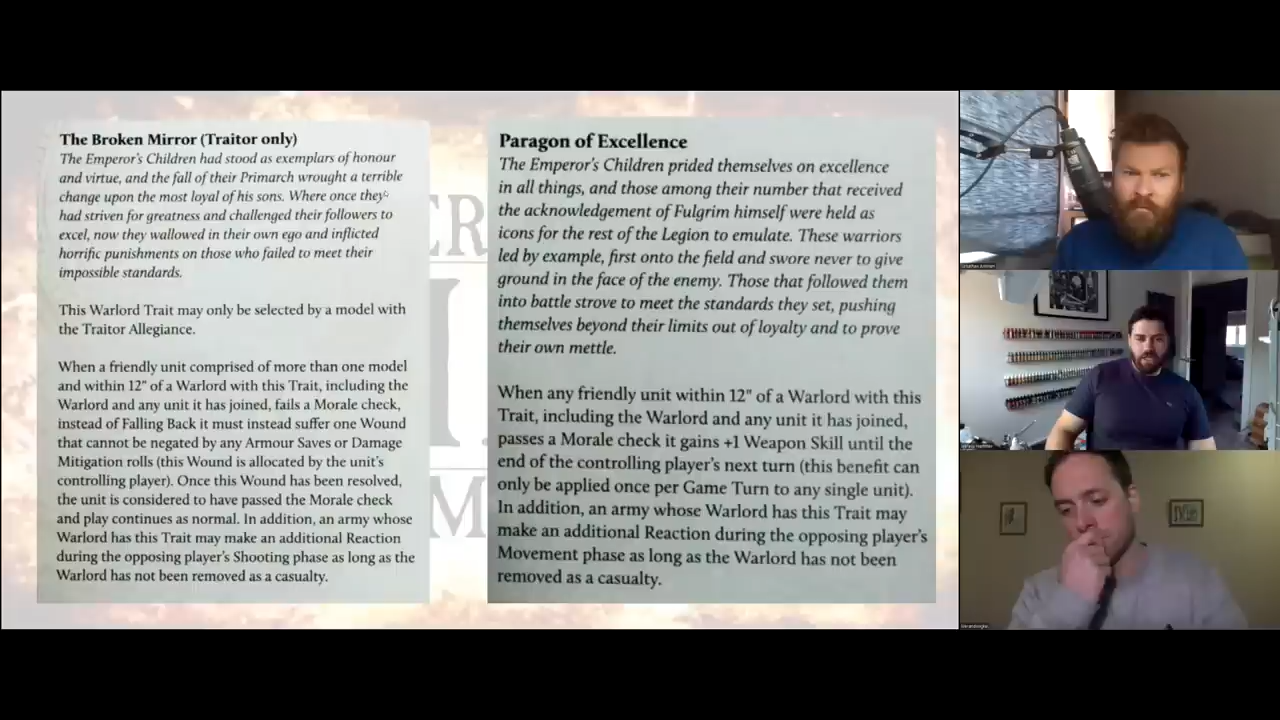 The Broken Mirror (Traitor only)
The Emperor's Children had stood as exemplars of honour
and virtue, and the fall of their Primarch wrought a terrible
change upon the most loyal of his sons. Where once they
had striven for greatness and challenged their followers to
excel, now they wallowed in their own ego and inflicted
horrific punishments on those who failed to meet their
impossible standards.
This Warlord Trait may only be selected by a model with
the Traitor Allegiance.
When a friendly unit comprised of more than one model
and within 12" of a Warlord with this Trait, including the
Warlord and any unit it has joined, fails a Morale check,
instead of Falling Back it must instead suffer one Wound
that cannot be negated by any Armour Saves or Damage
Mitigation rolls (this Wound is allocated by the unit's
controlling player). Once this Wound has been resolved,
the unit is considered to have passed the Morale check
and play continues as normal. In addition, an army whose
Warlord has this Trait may make an additional Reaction
during the opposing player's Shooting phase as long as the
Warlord has not been removed as a casualty.
Paragon of Excellence
The Emperor's Children prided themselves on excellence
in all things, and those among their number that received
the acknowledgement of Fulgrim himself were held as
icons for the rest of the Legion to emulate. These warriors
led by example, first onto the field and swore never to give
ground in the face of the enemy. Those that followed them
into battle strove to meet the standards they set, pushing
themselves beyond their limits out of loyalty and to prove
their own mettle.
When any friendly unit within 12" of a Warlord with this
Trait, including the Warlord and any unit it has joined,
passes a Morale check it gains +1 Weapon Skill until the
end of the controlling player's next turn (this benefit can
only be applied once per Game Turn to any single unit).
In addition, an army whose Warlord has this Trait may
make an additional Reaction during the opposing player's
Movement phase as long as the Warlord has not been
removed as a casualty.
ER
M